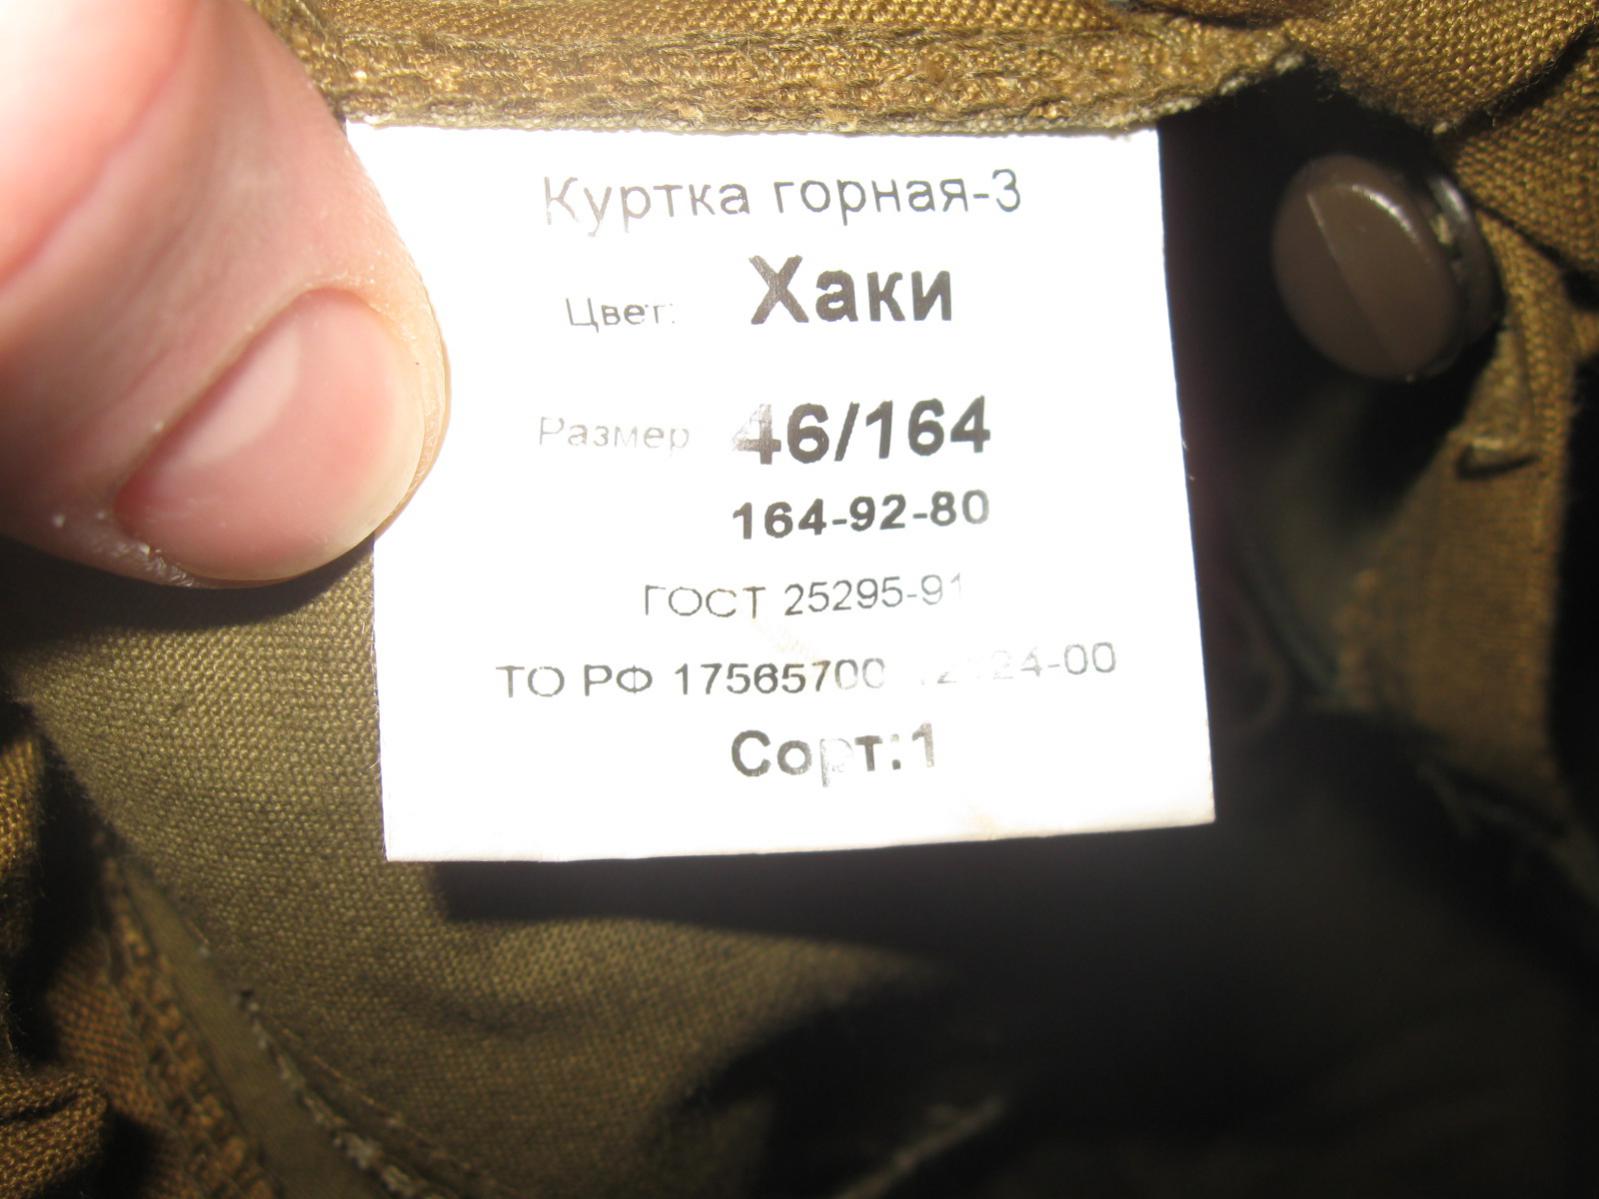 Куртка горная-3
Цвет: Хаки
Размер 46/164
164-92-80
ГОСТ 25295-91
ТО РФ 17565700
Сорт:1